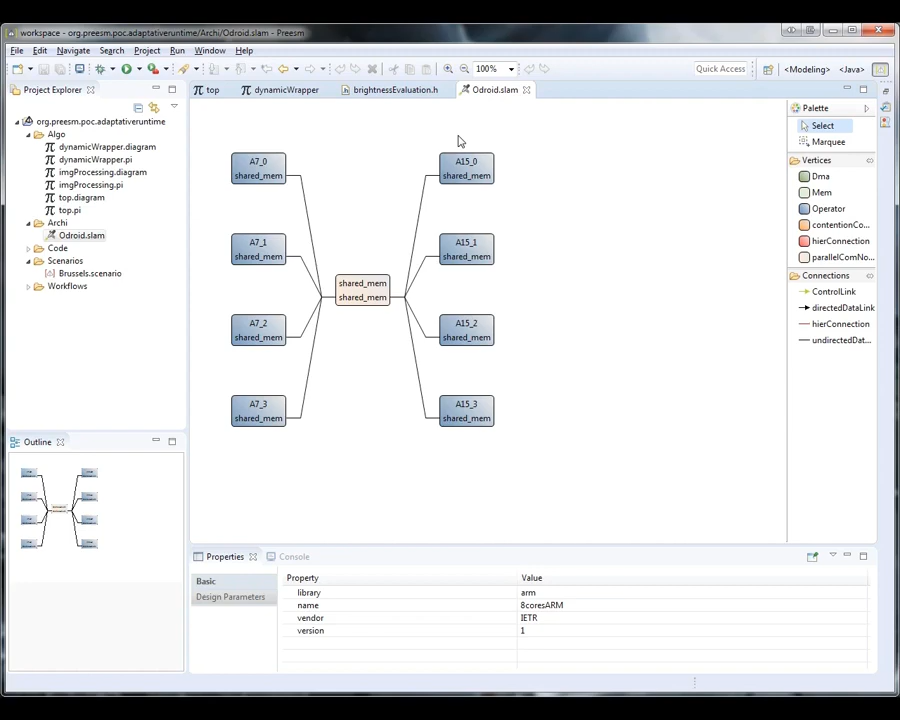 workspace - org.preesm.poc.adaptativeruntime/Archi/Odroid.slam - Preesm
File Edit Navigate Search Project Run Window Help
100%
Quick Access
<Modeling>
<Java>
Project Explorer
org.preesm.poc.adaptativeruntime
Algo
dynamicWrapper.diagram
dynamicWrapper.pi
imgProcessing.diagram
imgProcessing.pi
top.diagram
top.pi
Archi
Odroid.slam
Code
Scenarios
Brussels.scenario
Workflows
Outline
top
dynamicWrapper
brightnessEvaluation.h
Odroid.slam
A7_0
shared_mem
A15_0
shared_mem
A7_1
shared_mem
A15_1
shared_mem
shared_mem
shared_mem
A7_2
shared_mem
A15_2
shared_mem
A7_3
shared_mem
A15_3
shared_mem
Palette
Select
Marquee
Vertices
Dma
Mem
Operator
contentionCo...
hierConnection
parallelComNo...
Connections
ControlLink
directedDataLink
hierConnection
undirectedDat...
Properties
Console
Basic
Design Parameters
Property Value
library arm
name 8coresARM
vendor IETR
version 1